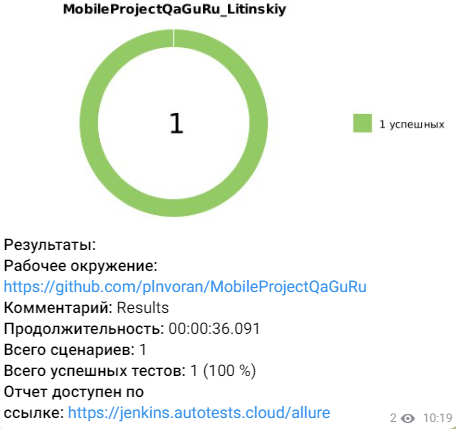 MobileProjectQaGuRu_Litinskiy
1
1 успешных
Результаты:
Рабочее окружение:
https://github.com/plnvoran/MobileProjectQaGuRu
Комментарий: Results
Продолжительность: 00:00:36.091
Всего сценариев: 1
Всего успешных тестов: 1 (100 %)
Отчет доступен по
ссылке: https://jenkins.autotests.cloud/allure
2 10:19